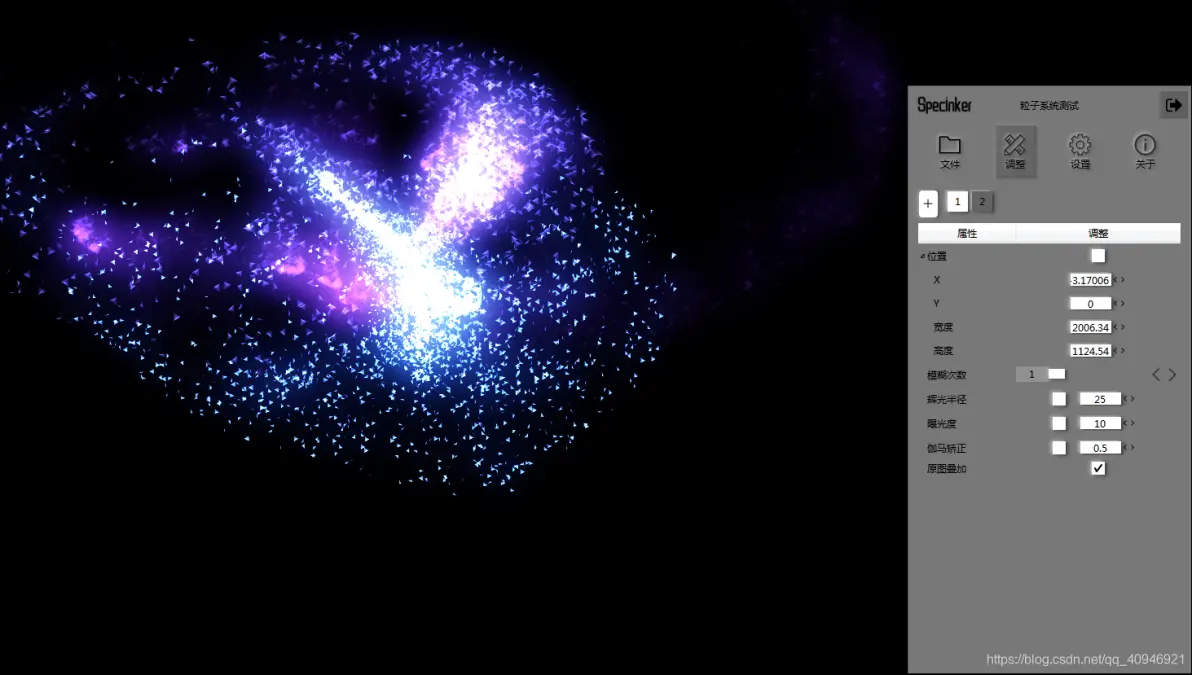 Specinker 粒子系统测试
文件 调整 设置 关于
+ 1 2
属性 调整
位置
X -3.17006
Y 0
宽度 2006.34
高度 1124.54
模糊次数 1
辉光半径 25
曝光度 10
伽马矫正 0.5
原图叠加
https://blog.csdn.net/qq_40946921